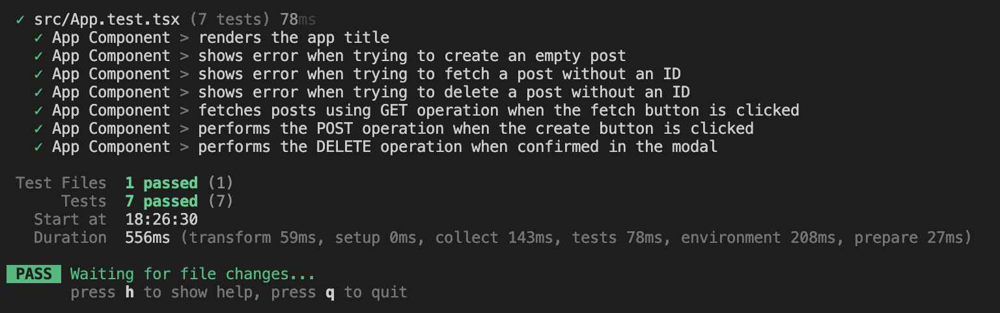 ✓ src/App.test.tsx (7 tests) 78ms
✓ App Component > renders the app title
✓ App Component > shows error when trying to create an empty post
✓ App Component > shows error when trying to fetch a post without an ID
✓ App Component > shows error when trying to delete a post without an ID
✓ App Component > fetches posts using GET operation when the fetch button is clicked
✓ App Component > performs the POST operation when the create button is clicked
✓ App Component > performs the DELETE operation when confirmed in the modal
Test Files 1 passed (1)
Tests 7 passed (7)
Start at 18:26:30
Duration 556ms (transform 59ms, setup 0ms, collect 143ms, tests 78ms, environment 208ms, prepare 27ms)
PASS Waiting for file changes...
press h to show help, press q to quit